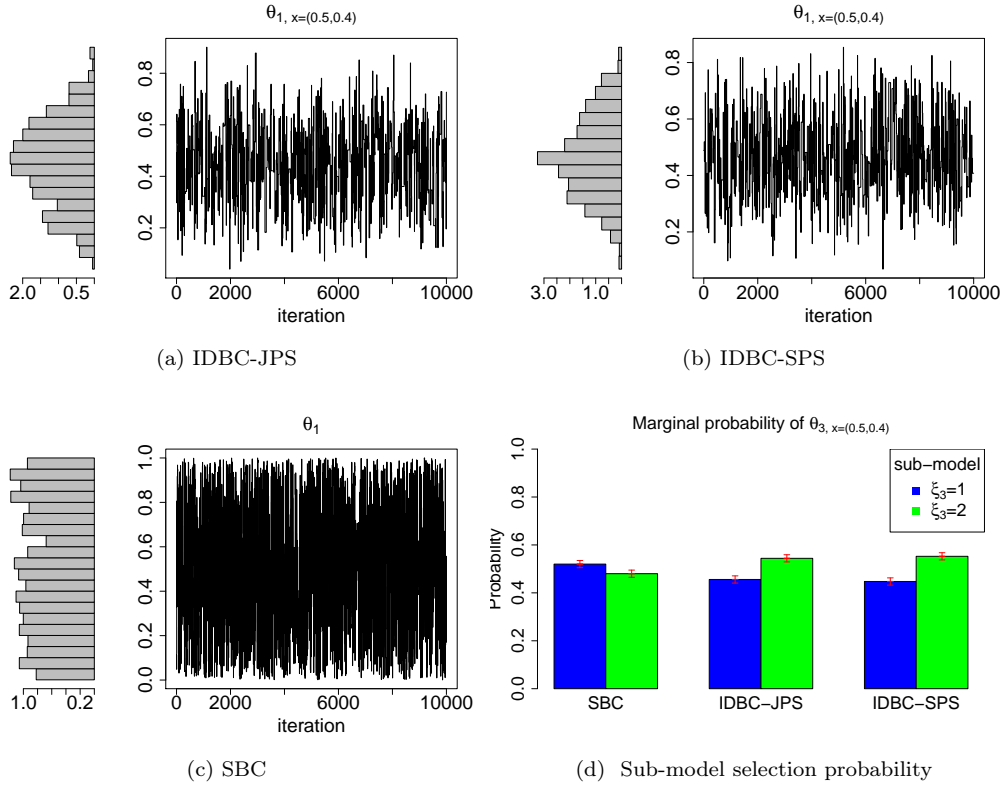 θ1, x=(0.5,0.4)
0.2 0.4 0.6 0.8
2.0 0.5
0 2000 6000 10000
iteration
(a) IDBC-JPS
θ1, x=(0.5,0.4)
0.2 0.4 0.6 0.8
3.0 1.0
0 2000 6000 10000
iteration
(b) IDBC-SPS
θ1
0.0 0.2 0.4 0.6 0.8 1.0
1.0 0.2
0 2000 6000 10000
iteration
(c) SBC
Marginal probability of θ3, x=(0.5,0.4)
Probability
0.0 0.2 0.4 0.6 0.8 1.0
sub−model
ξ3=1
ξ3=2
SBC IDBC−JPS IDBC−SPS
(d) Sub-model selection probability